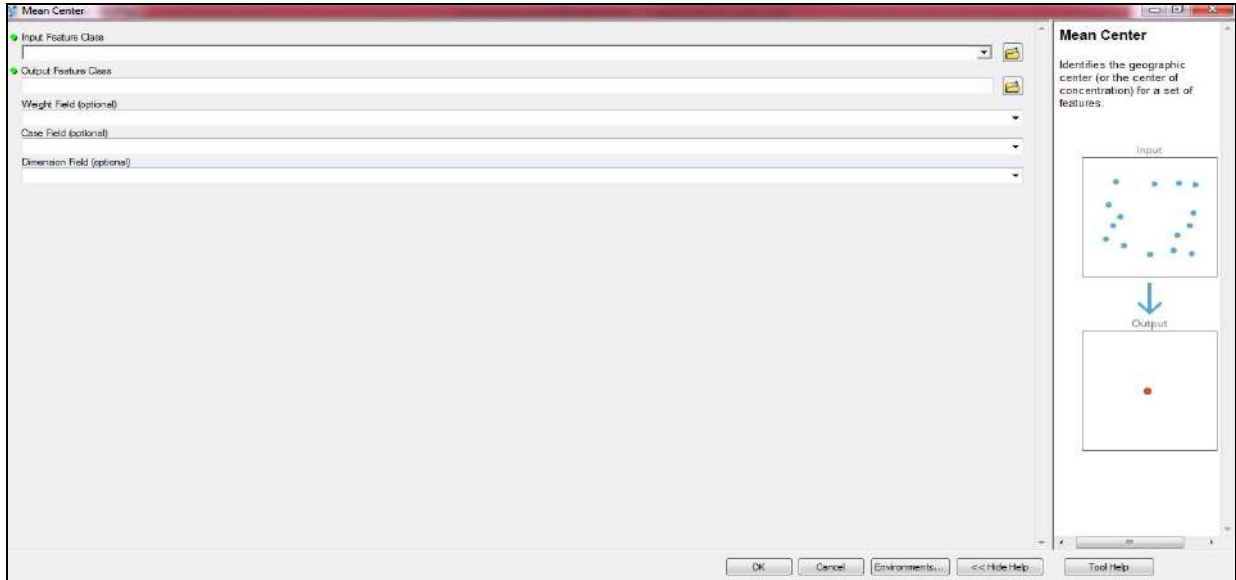 Mean Center
Input Feature Class
Output Feature Class
Weight Field (optional)
Case Field (optional)
Dimension Field (optional)
Mean Center
Identifies the geographic
center (or the center of
concentration) for a set of
features.
Input
Output
OK Cancel Environments... << Hide Help Tool Help